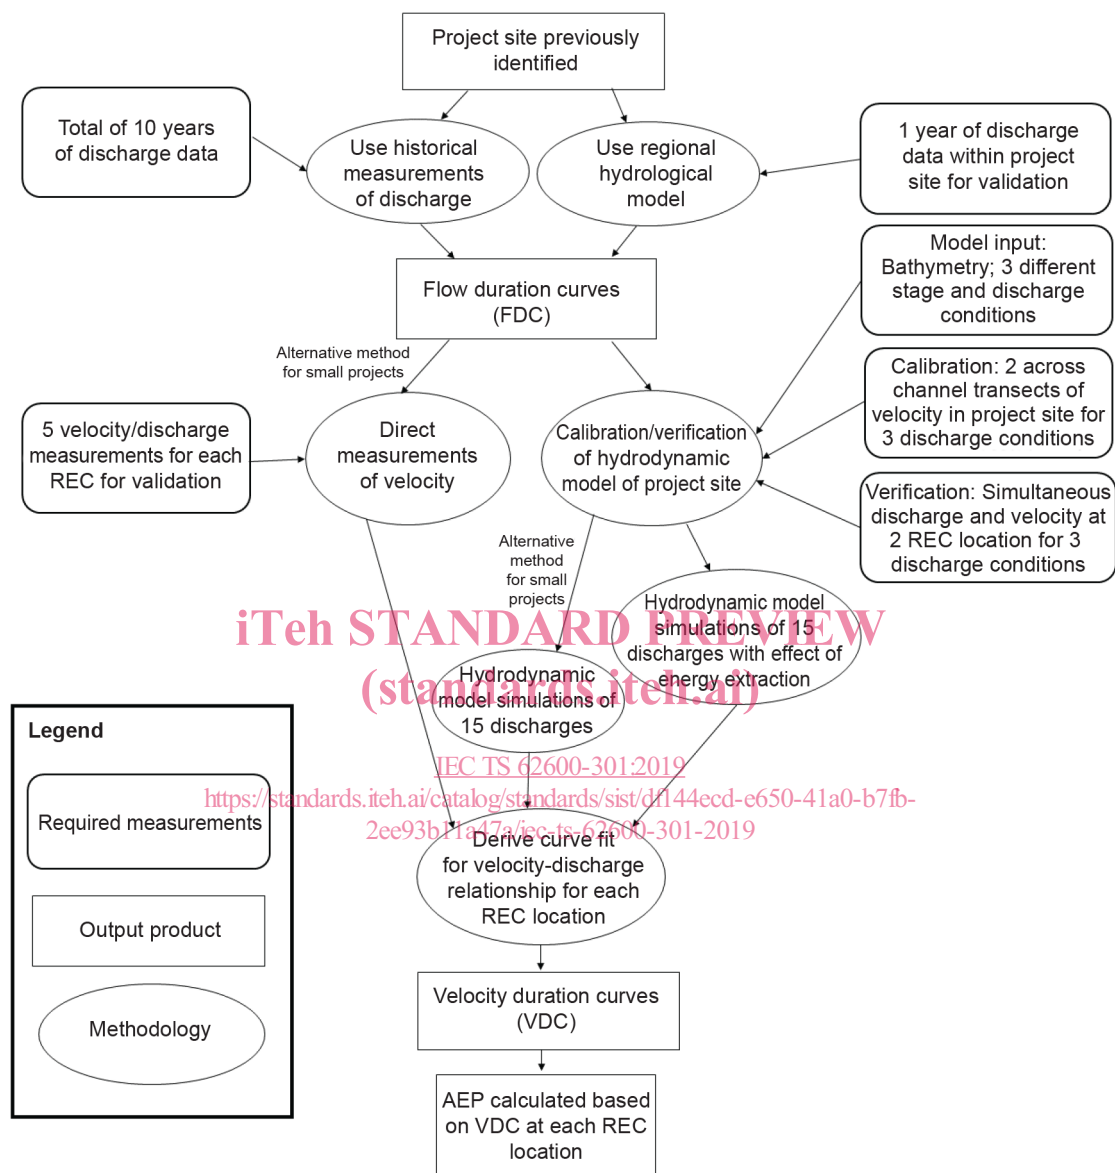 Project site previously
identified
Total of 10 years
of discharge data
Use historical
measurements
of discharge
Use regional
hydrological
model
1 year of discharge
data within project
site for validation
Flow duration curves
(FDC)
Model input:
Bathymetry; 3 different
stage and discharge
conditions
Alternative method
for small projects
Calibration: 2 across
channel transects of
velocity in project site for
3 discharge conditions
5 velocity/discharge
measurements for each
REC for validation
Direct
measurements
of velocity
Calibration/verification
of hydrodynamic
model of project site
Verification: Simultaneous
discharge and velocity at
2 REC location for 3
discharge conditions
Alternative
method
for small
projects
Hydrodynamic model
simulations of 15
discharges with effect of
energy extraction
iTeh STANDARD PREVIEW
(standards.iteh.ai)
Hydrodynamic
model simulations of
15 discharges
IEC TS 62600-301:2019
https://standards.iteh.ai/catalog/standards/sist/df144ecd-e650-41a0-b7fb-
2ee93b11a47a/iec-ts-62600-301-2019
Derive curve fit
for velocity-discharge
relationship for each
REC location
Velocity duration curves
(VDC)
AEP calculated based
on VDC at each REC
location
Legend
Required measurements
Output product
Methodology